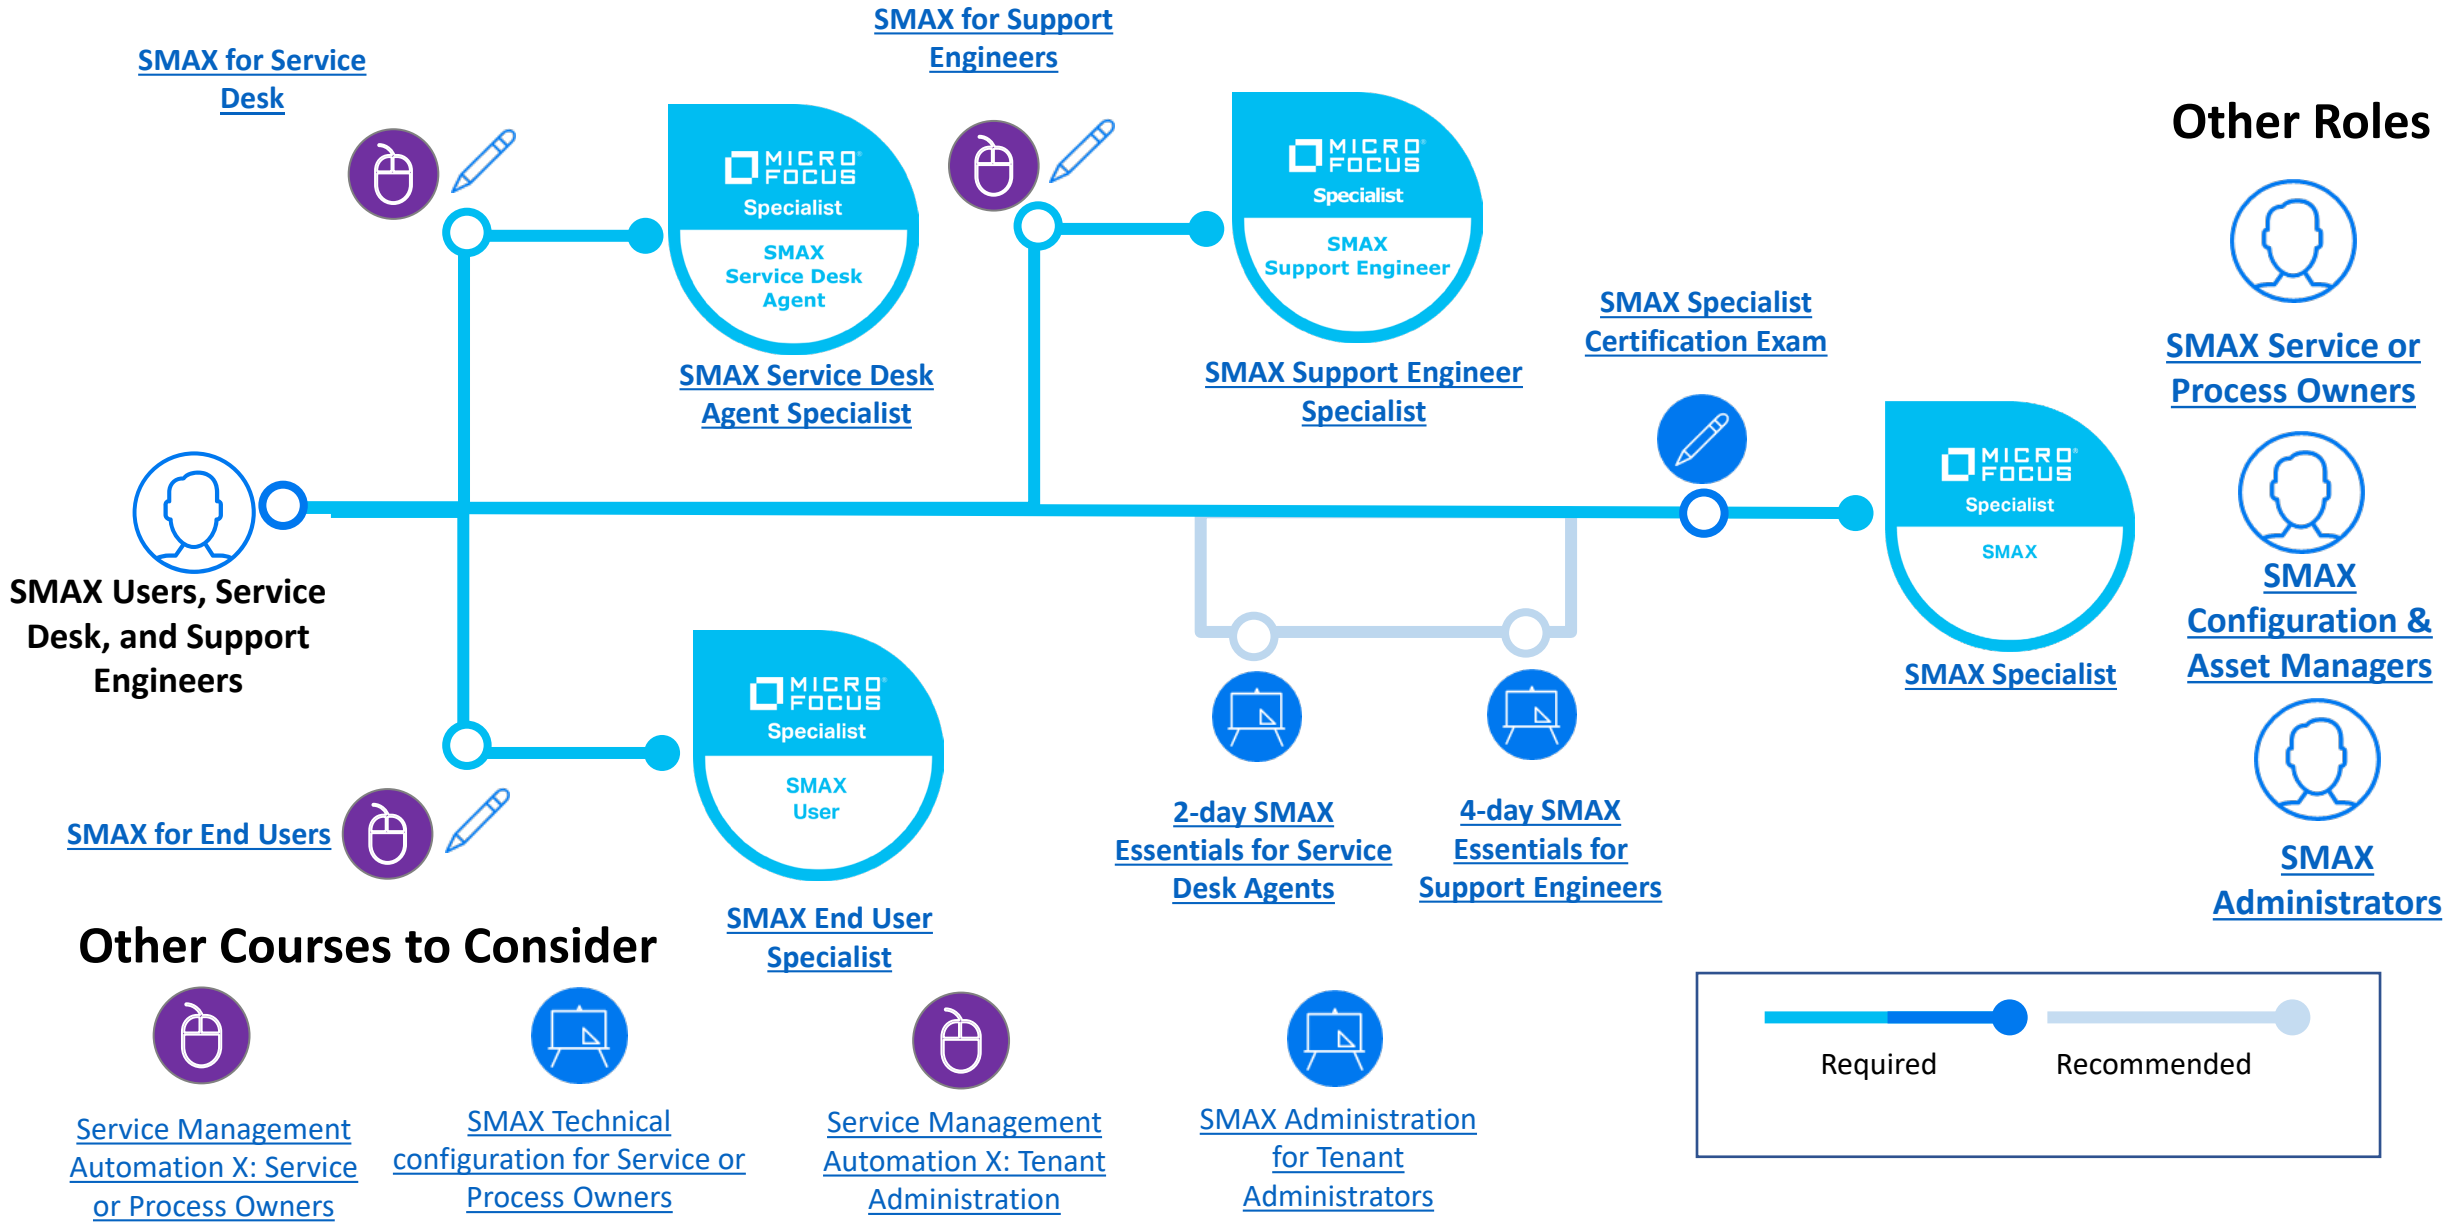 SMAX for Service
Desk
SMAX for Support
Engineers
MICRO
FOCUS
Specialist
SMAX
Service Desk
Agent
SMAX Service Desk
Agent Specialist
MICRO
FOCUS
Specialist
SMAX
Support Engineer
SMAX Support Engineer
Specialist
SMAX Specialist
Certification Exam
MICRO
FOCUS
Specialist
SMAX
SMAX Specialist
Other Roles
SMAX Service or
Process Owners
SMAX
Configuration &
Asset Managers
SMAX
Administrators
SMAX Users, Service
Desk, and Support
Engineers
SMAX for End Users
MICRO
FOCUS
Specialist
SMAX
User
SMAX End User
Specialist
2-day SMAX
Essentials for Service
Desk Agents
4-day SMAX
Essentials for
Support Engineers
Other Courses to Consider
Service Management
Automation X: Service
or Process Owners
SMAX Technical
configuration for Service or
Process Owners
Service Management
Automation X: Tenant
Administration
SMAX Administration
for Tenant
Administrators
Required
Recommended